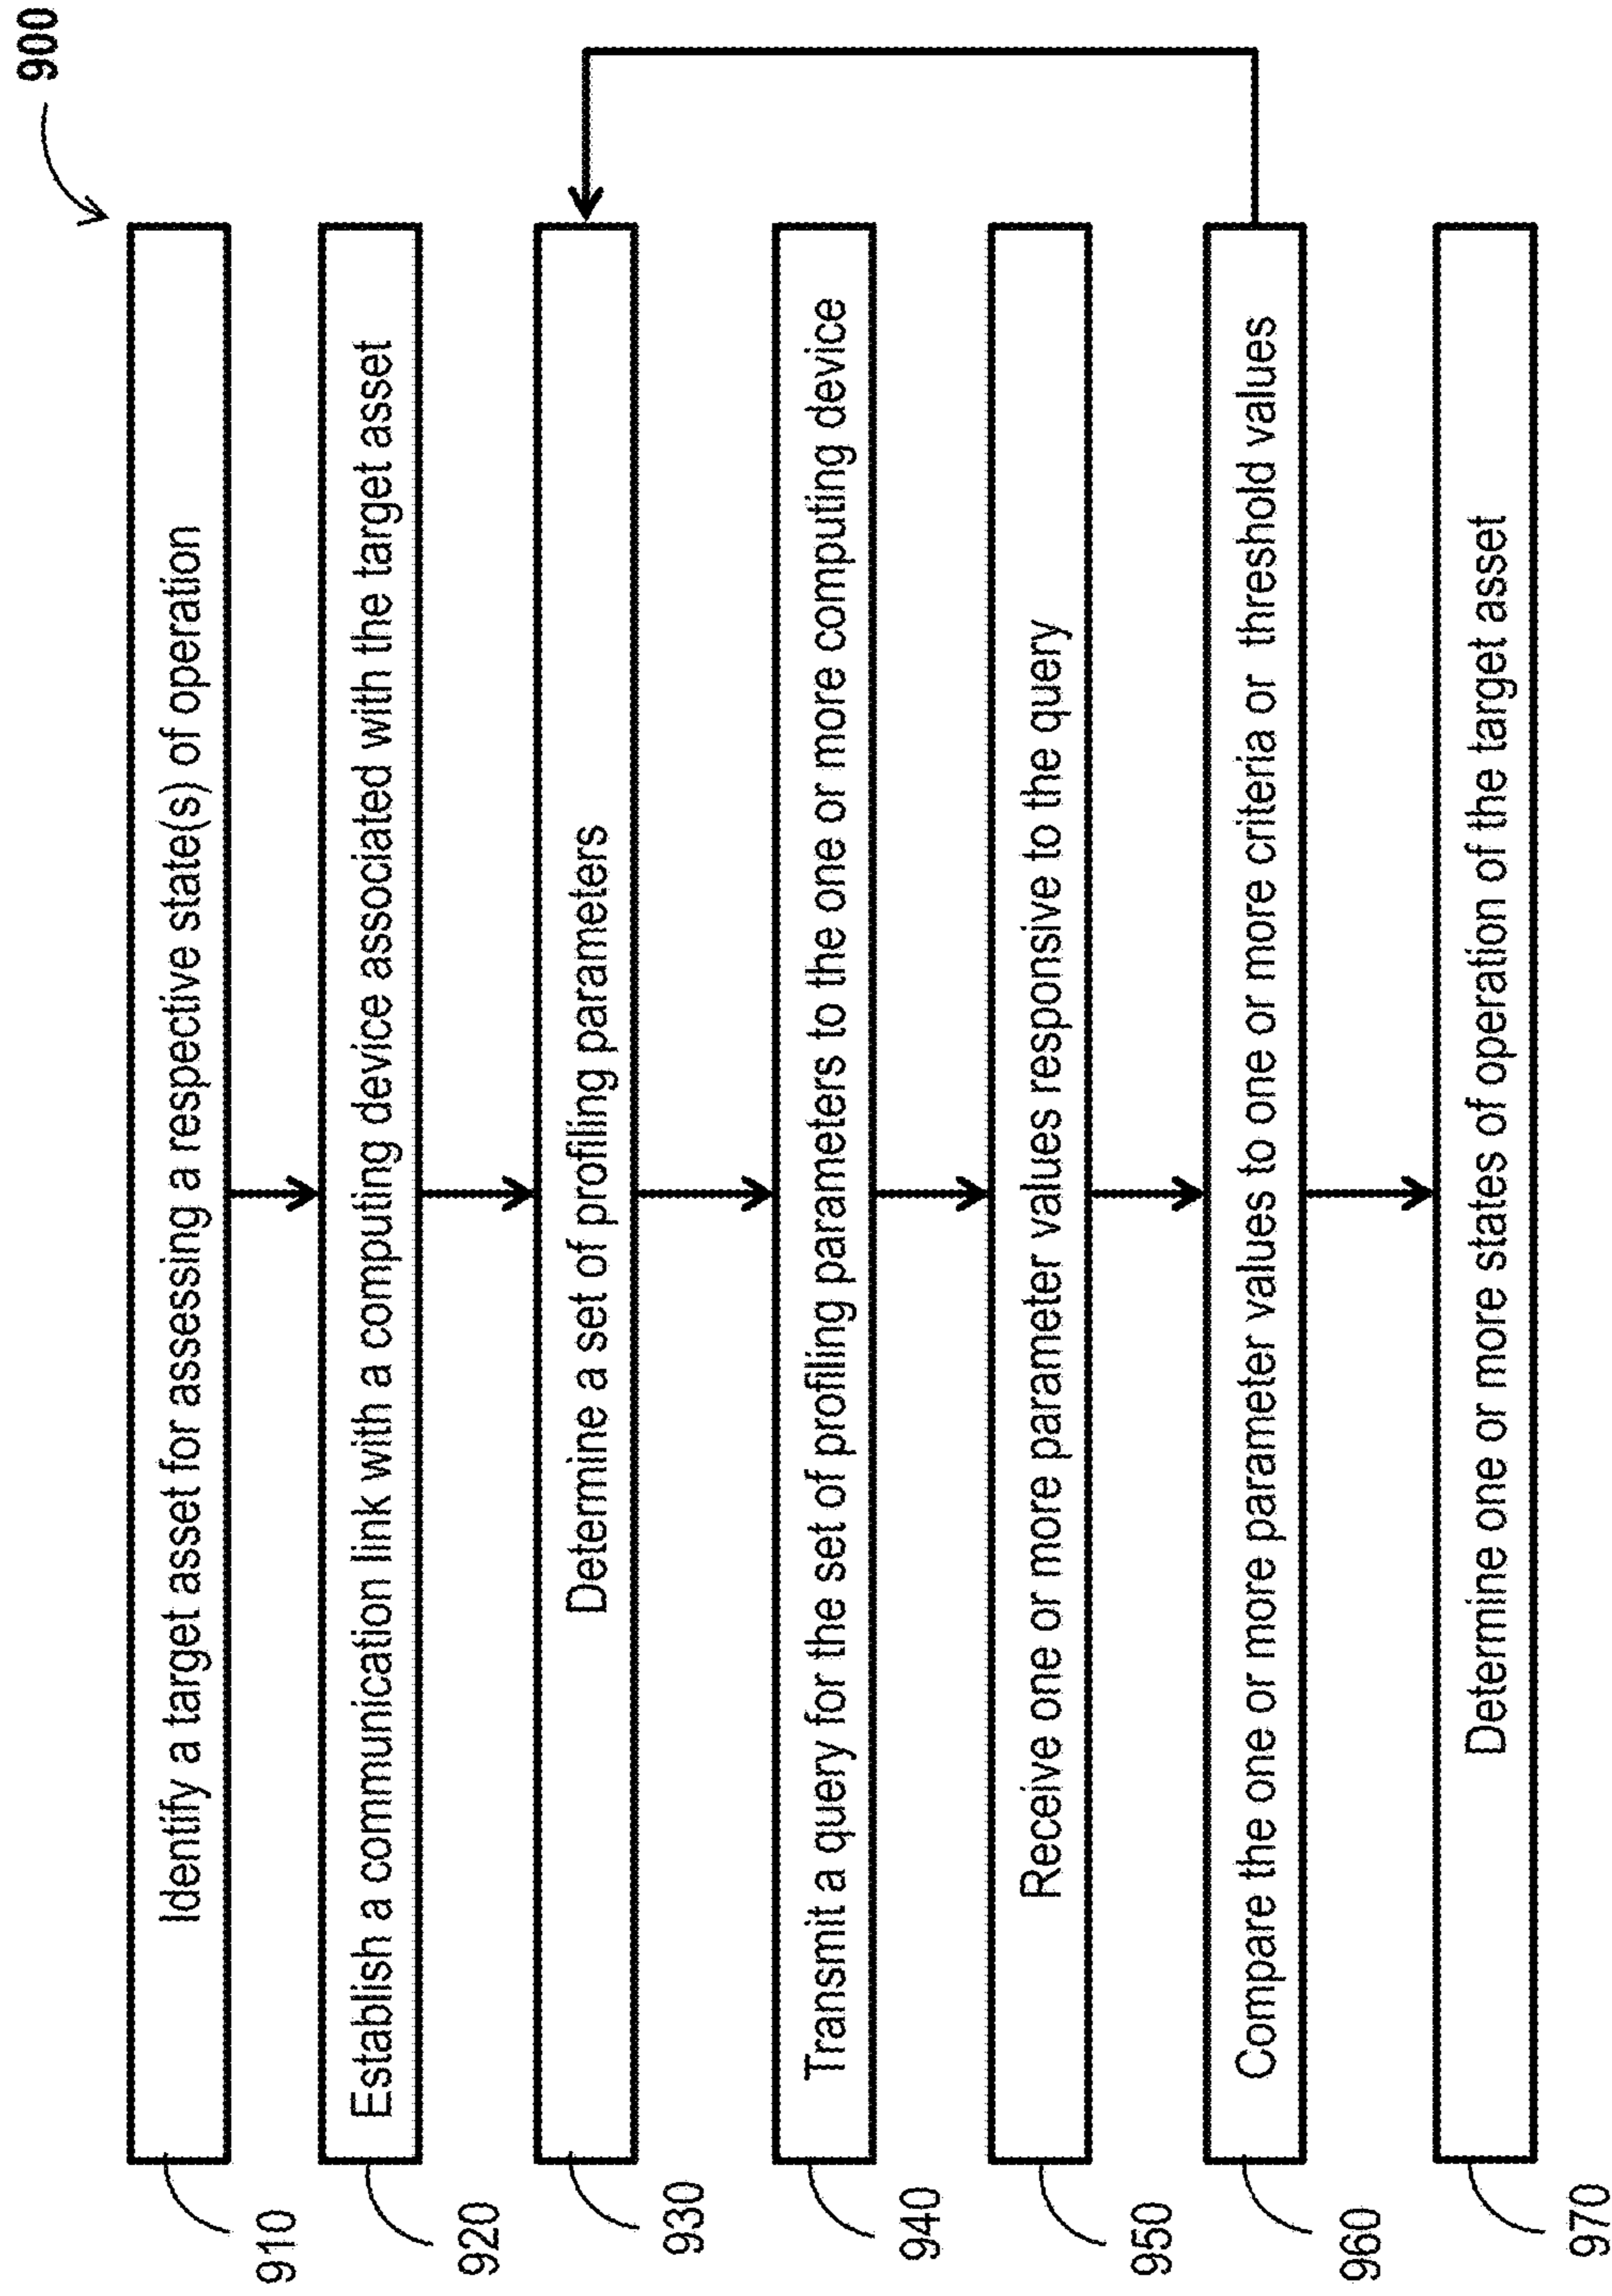 900
910
Identify a target asset for assessing a respective state(s) of operation
920
Establish a communication link with a computing device associated with the target asset
930
Determine a set of profiling parameters
940
Transmit a query for the set of profiling parameters to the one or more computing device
950
Receive one or more parameter values responsive to the query
960
Compare the one or more parameter values to one or more criteria or threshold values
970
Determine one or more states of operation of the target asset